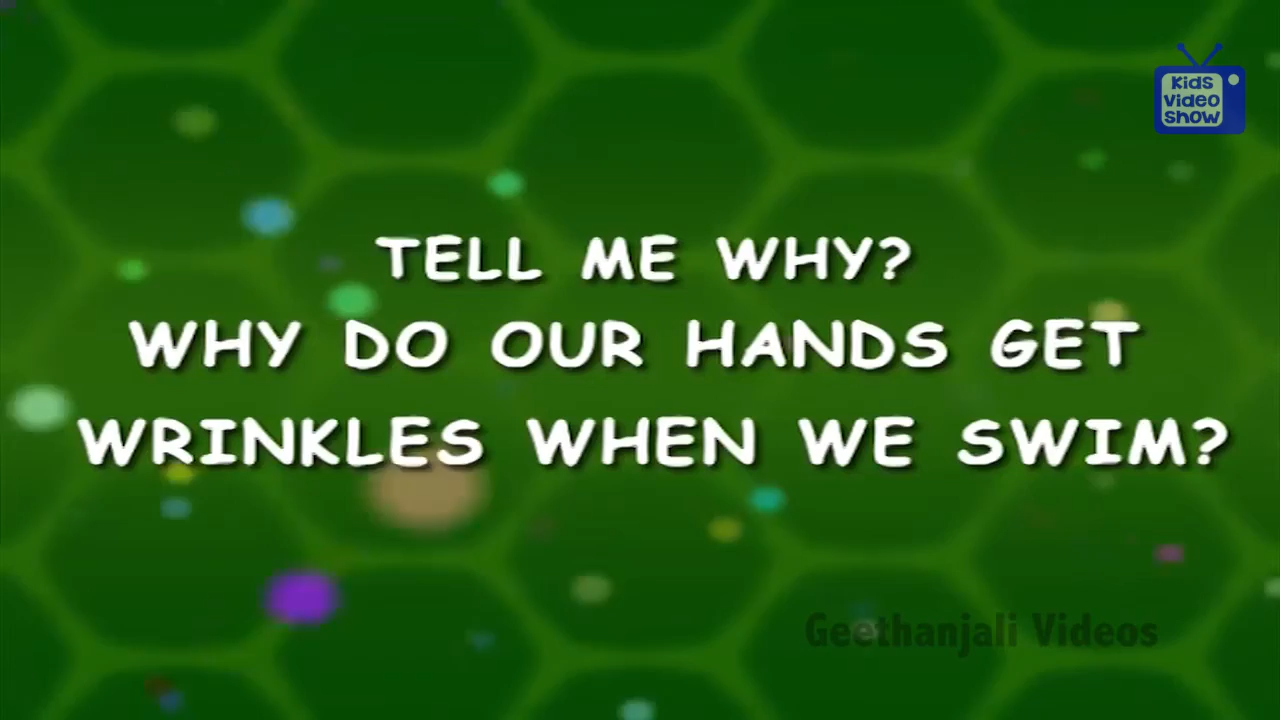 Kids
Video
Show
TELL ME WHY?
WHY DO OUR HANDS GET
WRINKLES WHEN WE SWIM?
Geethanjali Videos